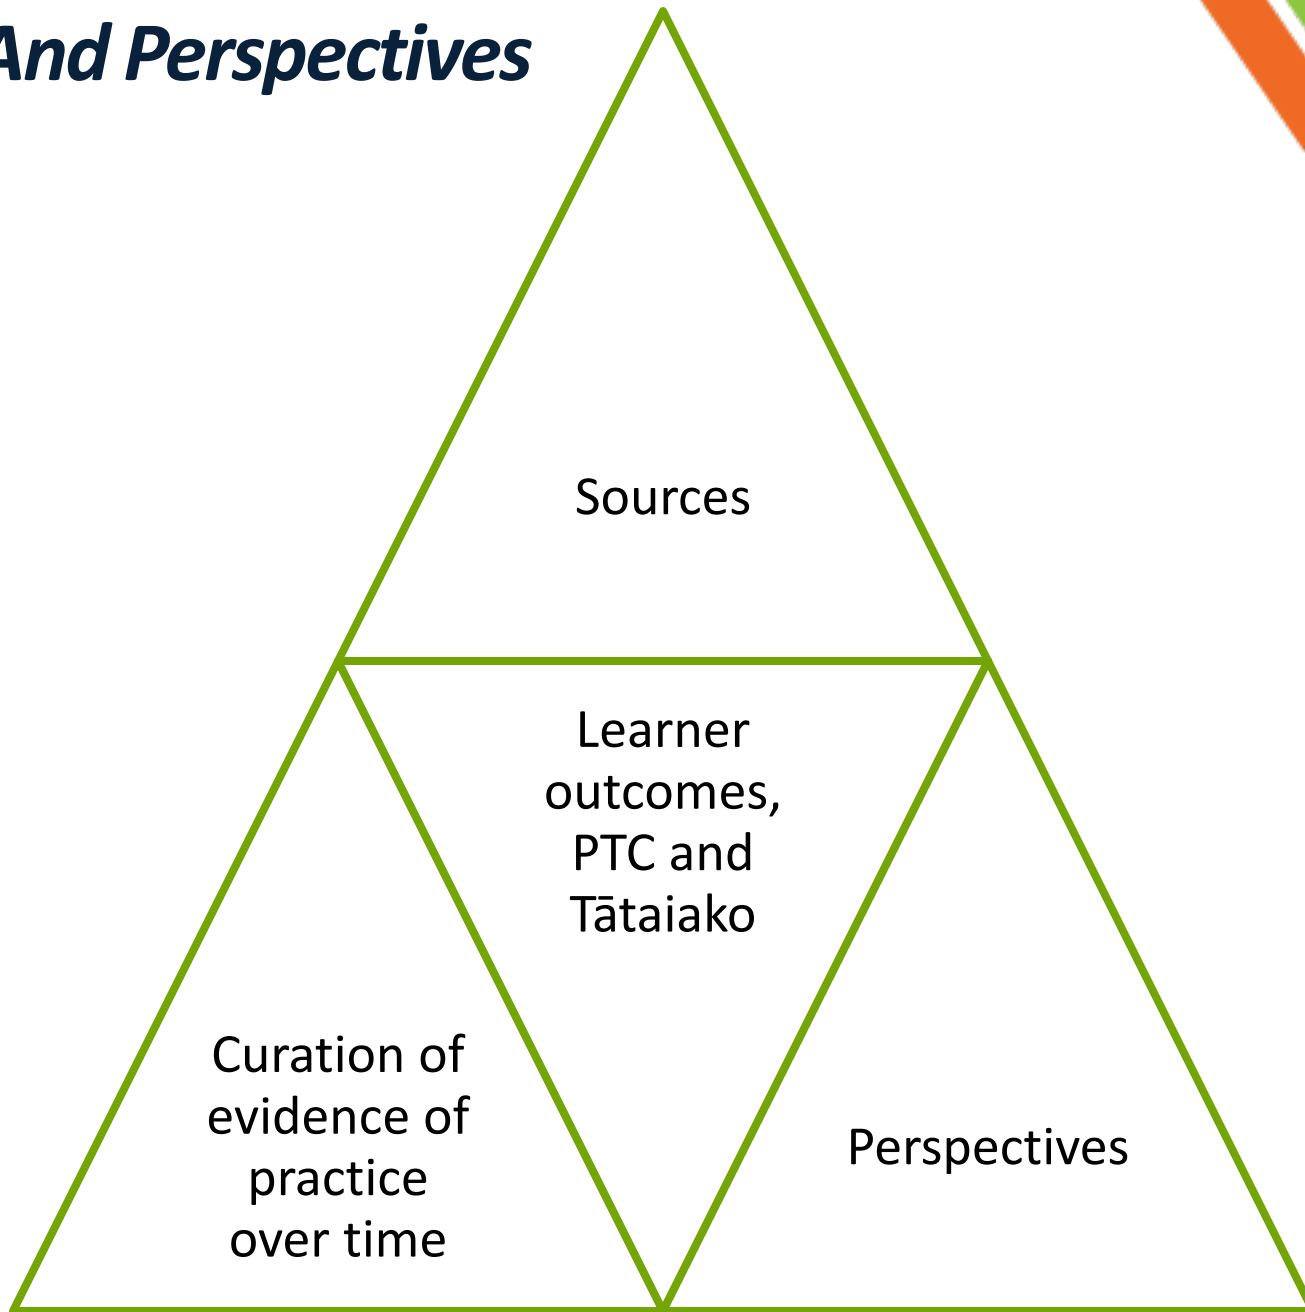 And Perspectives
Sources
Learner
outcomes,
PTC and
Tātaiako
Curation of
evidence of
practice
over time
Perspectives